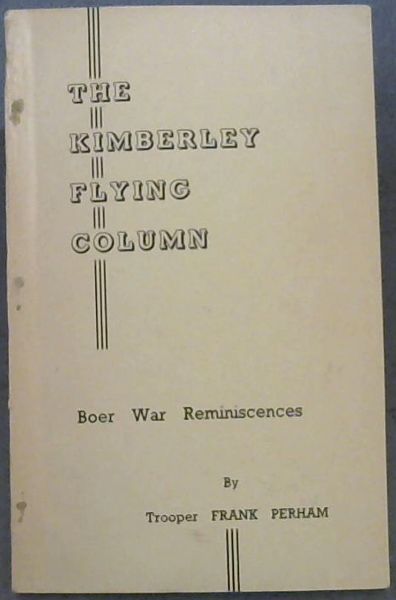 THE
KIMBERLEY
FLYING
COLUMN
Boer War Reminiscences
By
Trooper FRANK PERHAM